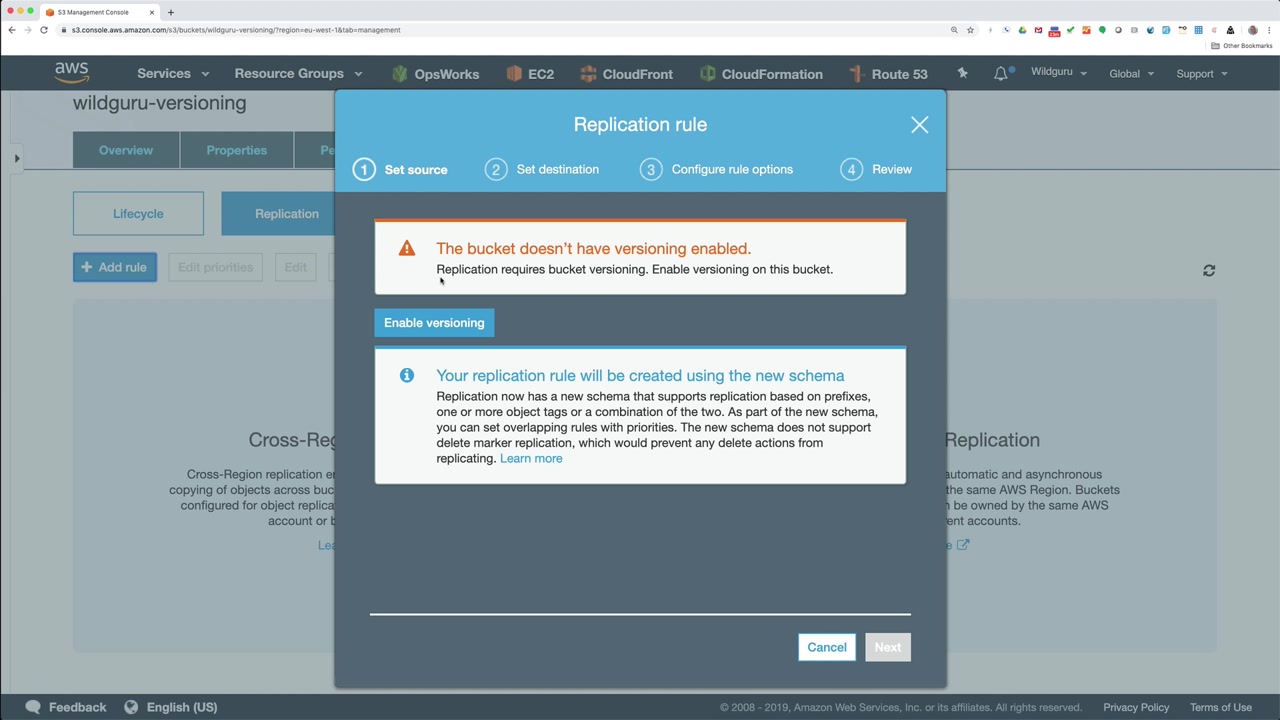 S3 Management Console
s3.console.aws.amazon.com/s3/buckets/wildguru-versioning/?region=eu-west-1&tab=management
Other Bookmarks
aws
Services
Resource Groups
OpsWorks
EC2
CloudFront
CloudFormation
Route 53
Wildguru
Global
Support
wildguru-versioning
Overview
Properties
Pe
Lifecycle
Replication
+ Add rule
Edit priorities
Edit
Replication rule
1 Set source
2 Set destination
3 Configure rule options
4 Review
The bucket doesn't have versioning enabled.
Replication requires bucket versioning. Enable versioning on this bucket.
Enable versioning
Your replication rule will be created using the new schema
Replication now has a new schema that supports replication based on prefixes,
one or more object tags or a combination of the two. As part of the new schema,
you can set overlapping rules with priorities. The new schema does not support
delete marker replication, which would prevent any delete actions from
replicating. Learn more
Cancel
Next
Cross-Reg
Cross-Region replication en
copying of objects across buc
configured for object replica
account or b
Lea
Replication
automatic and asynchronous
the same AWS Region. Buckets
n be owned by the same AWS
ent accounts.
e
Feedback
English (US)
© 2008 - 2019, Amazon Web Services, Inc. or its affiliates. All rights reserved.
Privacy Policy
Terms of Use